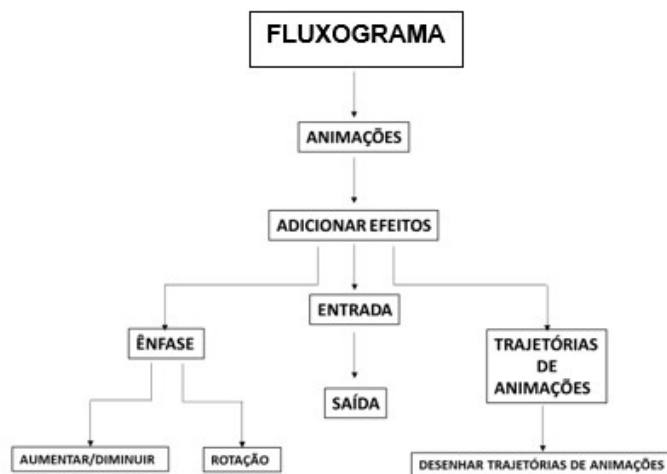 FLUXOGRAMA
ANIMAÇÕES
ADICIONAR EFEITOS
ÊNFASE
ENTRADA
TRAJETÓRIAS
DE
ANIMAÇÕES
SAÍDA
AUMENTAR/DIMINUIR
ROTAÇÃO
DESENHAR TRAJETÓRIAS DE ANIMAÇÕES